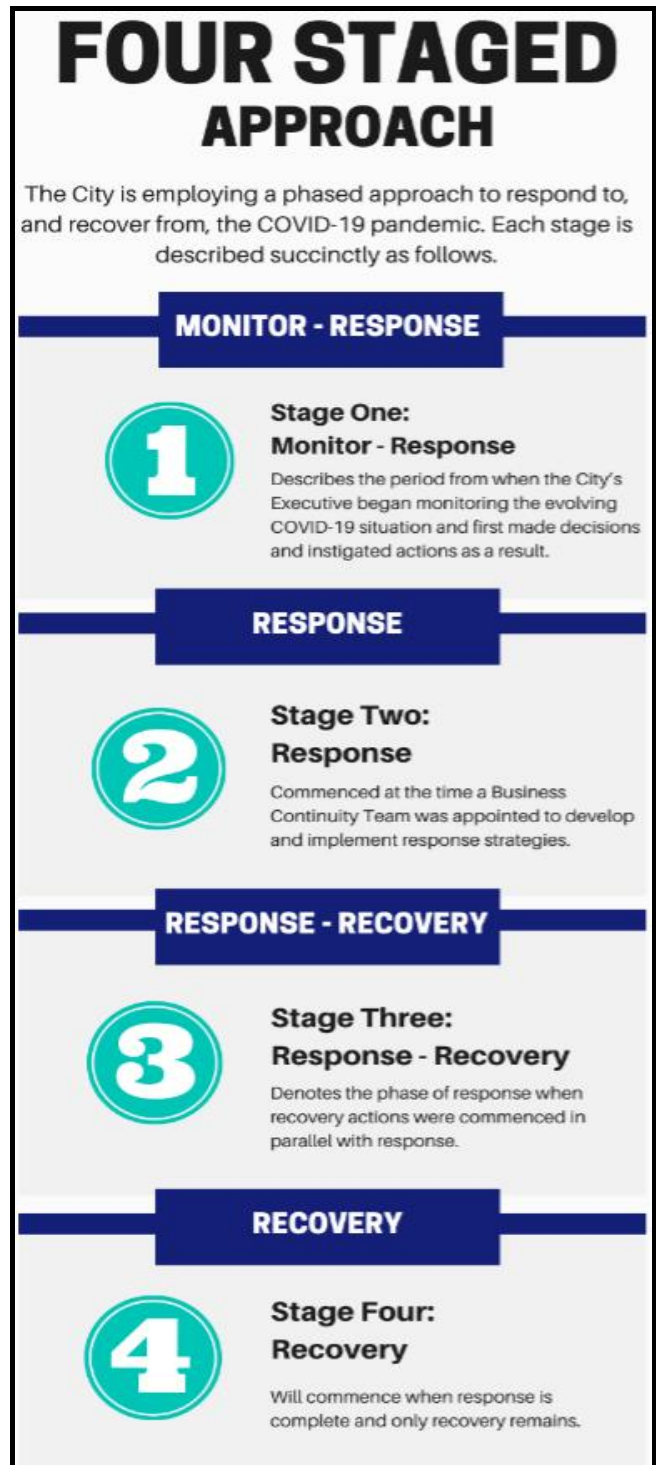 FOUR STAGED
APPROACH
The City is employing a phased approach to respond to,
and recover from, the COVID-19 pandemic. Each stage is
described succinctly as follows.
MONITOR - RESPONSE
1
Stage One:
Monitor - Response
Describes the period from when the City's
Executive began monitoring the evolving
COVID-19 situation and first made decisions
and instigated actions as a result.
RESPONSE
2
Stage Two:
Response
Commenced at the time a Business
Continuity Team was appointed to develop
and implement response strategies.
RESPONSE - RECOVERY
3
Stage Three:
Response - Recovery
Denotes the phase of response when
recovery actions were commenced in
parallel with response.
RECOVERY
4
Stage Four:
Recovery
Will commence when response is
complete and only recovery remains.